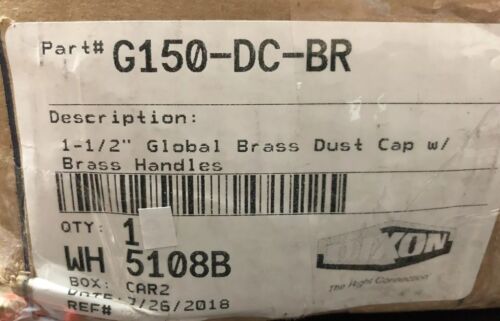 Part# G150-DC-BR
Description:
1-1/2" Global Brass Dust Cap w/
Brass Handles
QTY: 1
WH 5108B
DIXON
The Right Connection
BOX: CAR2
DATE: 7/26/2018
REF#